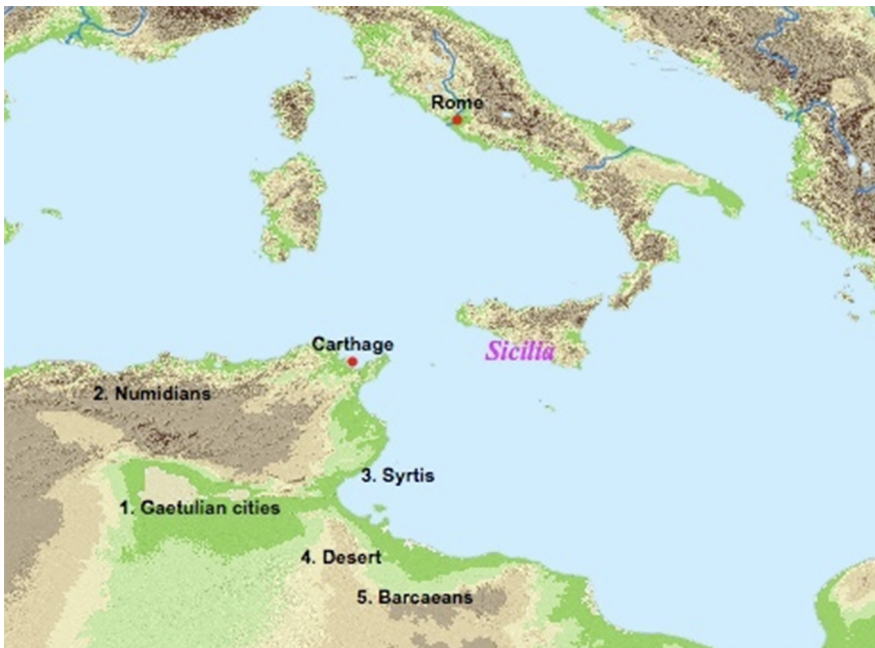 Rome
Carthage
Sicilia
2. Numidians
3. Syrtis
1. Gaetulian cities
4. Desert
5. Barcaeans